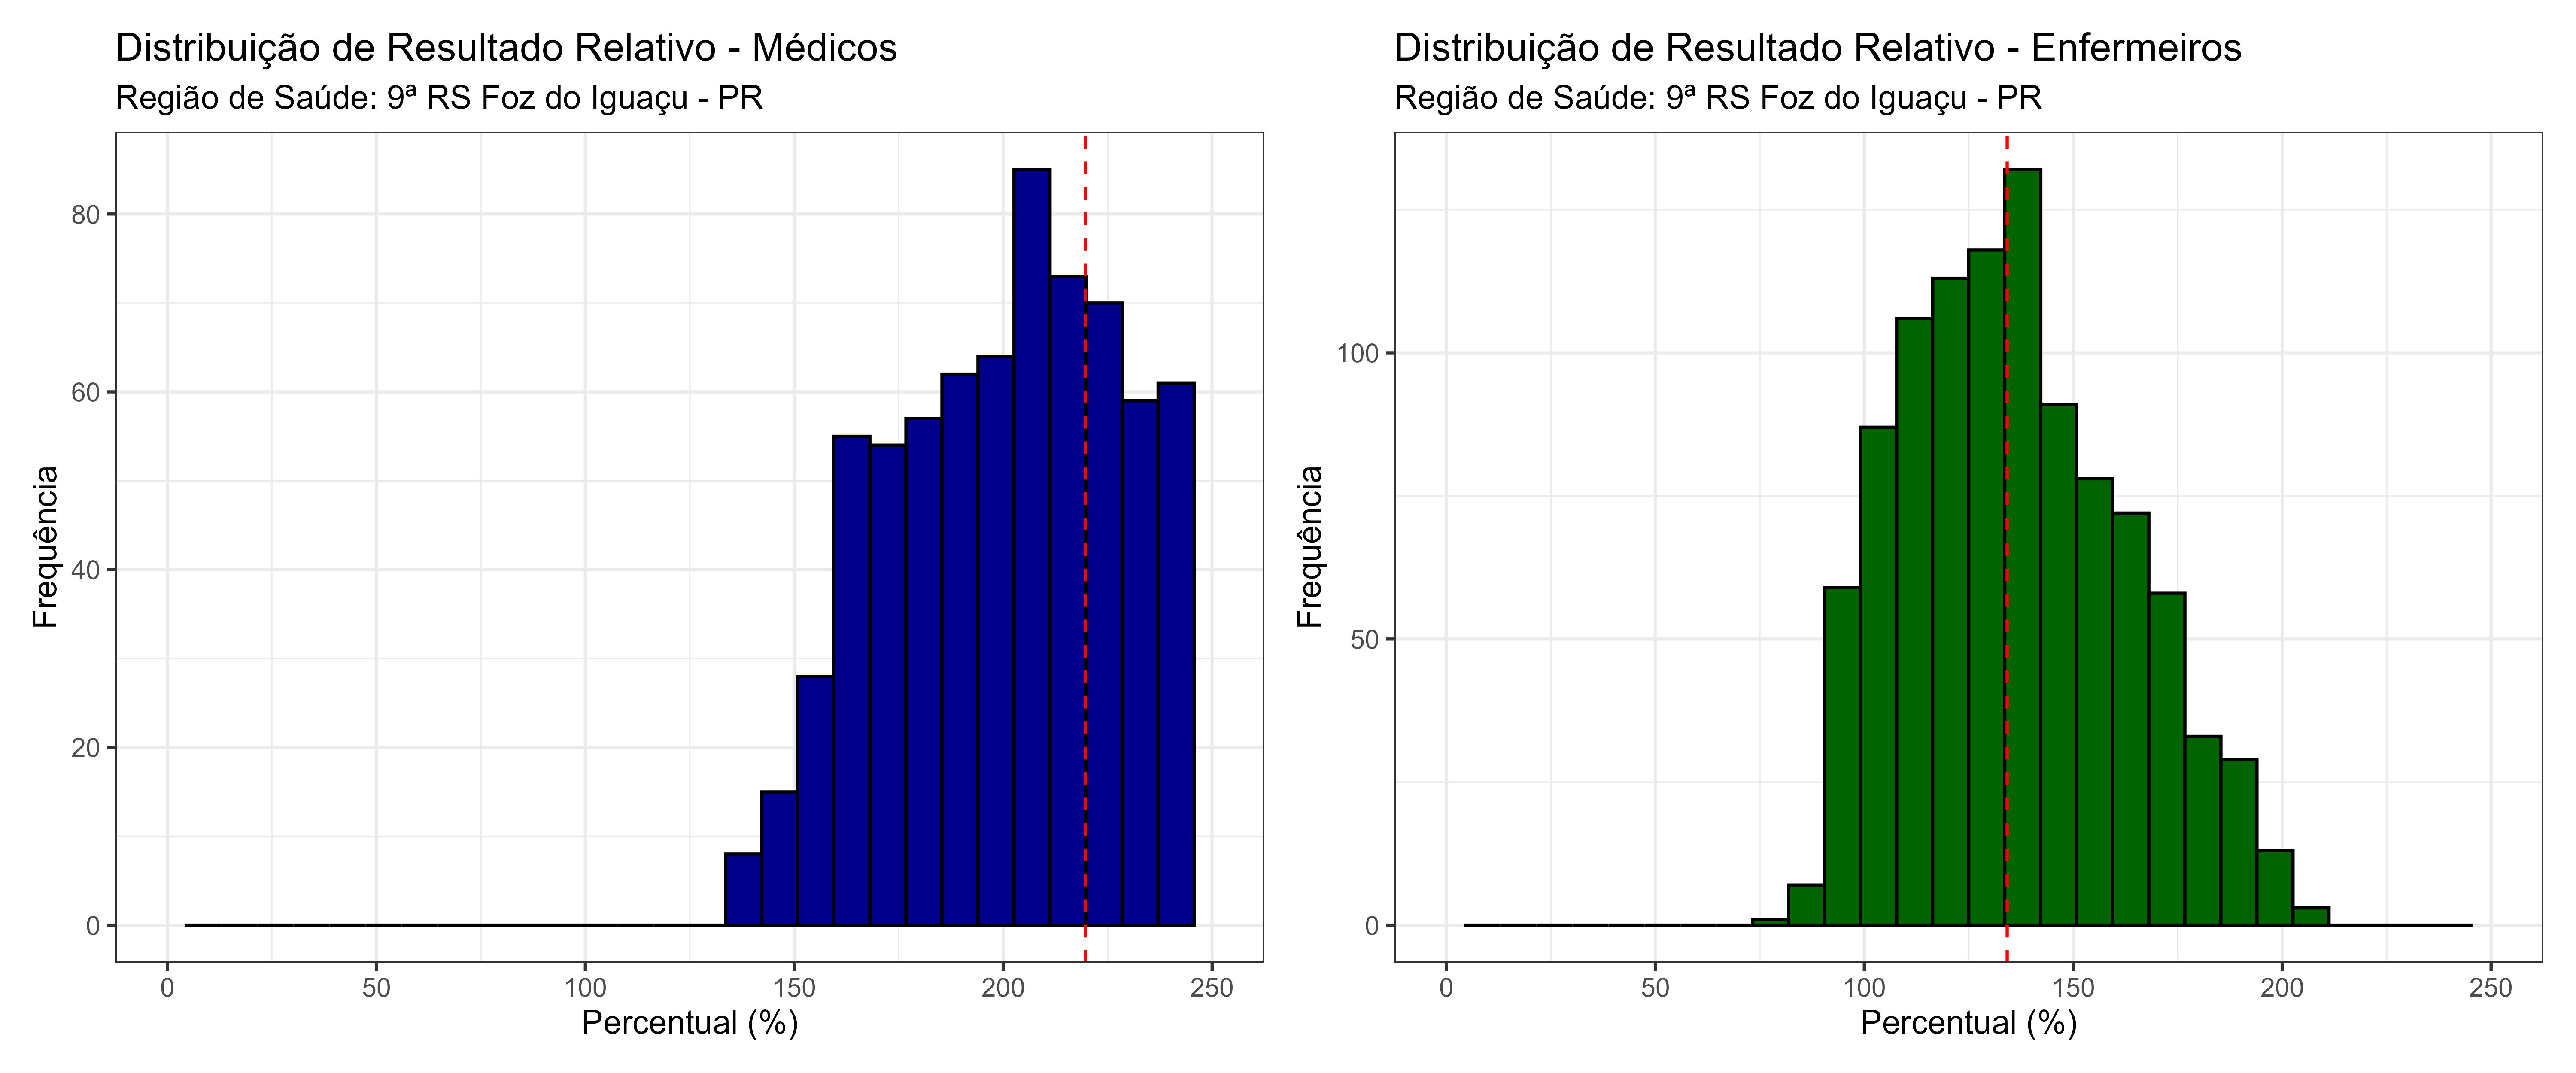 Distribuição de Resultado Relativo - Médicos
Região de Saúde: 9ª RS Foz do Iguaçu - PR
80
60
40
20
0
Frequência
0 50 100 150 200 250
Percentual (%)
Distribuição de Resultado Relativo - Enfermeiros
Região de Saúde: 9ª RS Foz do Iguaçu - PR
100
50
0
Frequência
0 50 100 150 200 250
Percentual (%)